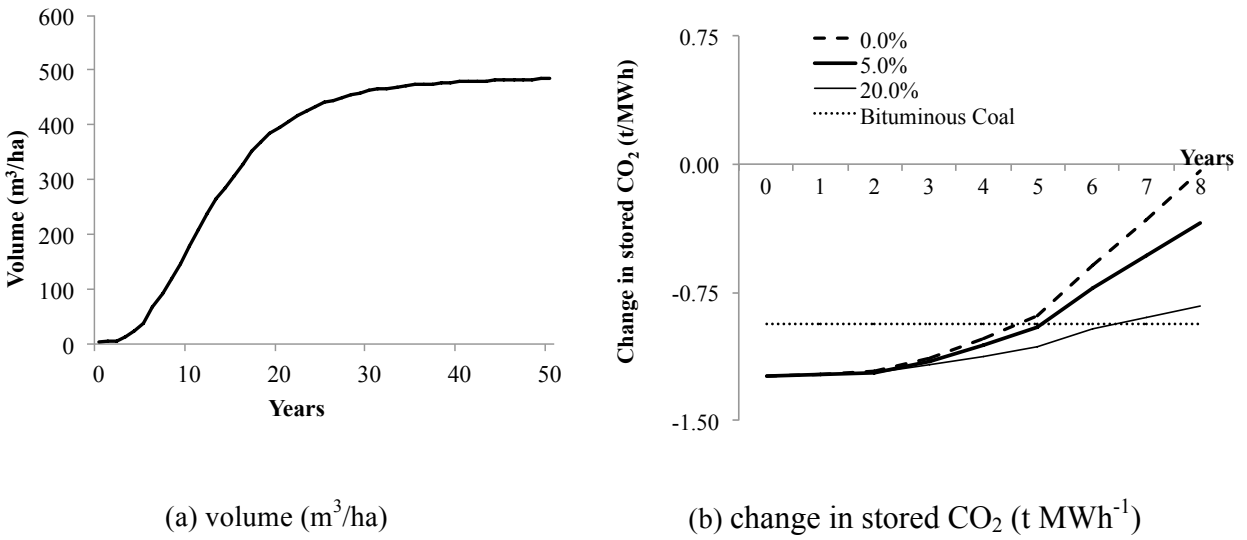 600
500
400
300
200
100
0
0 10 20 30 40 50
Volume (m³/ha)
Years
0.0%
5.0%
20.0%
Bituminous Coal
0.75
0.00
-0.75
-1.50
Change in stored CO₂ (t/MWh)
Years
0 1 2 3 4 5 6 7 8
(a) volume (m³/ha)
(b) change in stored CO₂ (t MWh⁻¹)